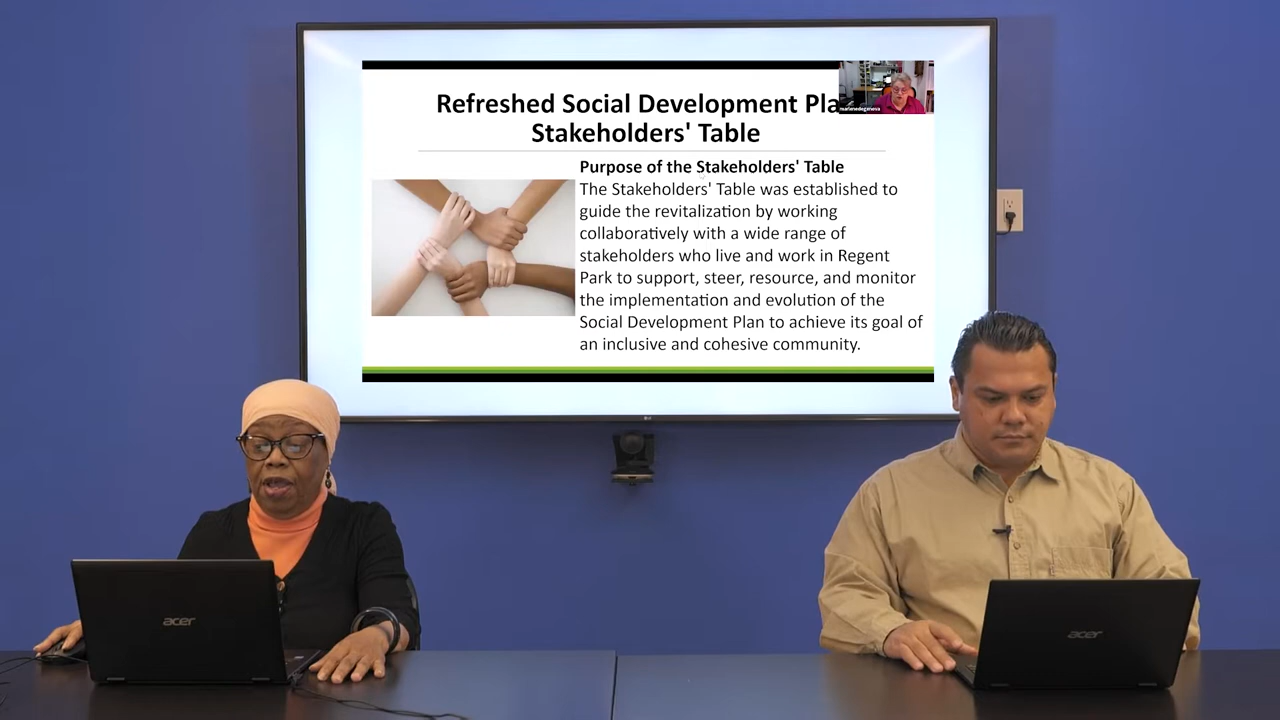 Refreshed Social Development Pla
Stakeholders' Table
Purpose of the Stakeholders' Table
The Stakeholders' Table was established to
guide the revitalization by working
collaboratively with a wide range of
stakeholders who live and work in Regent
Park to support, steer, resource, and monitor
the implementation and evolution of the
Social Development Plan to achieve its goal of
an inclusive and cohesive community.
marlenedegenova
LG
acer
acer